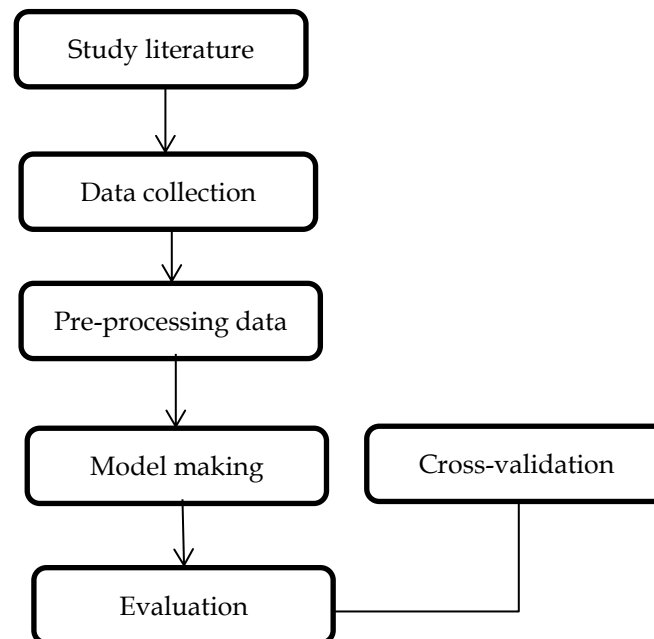 Study literature
Data collection
Pre-processing data
Model making
Cross-validation
Evaluation